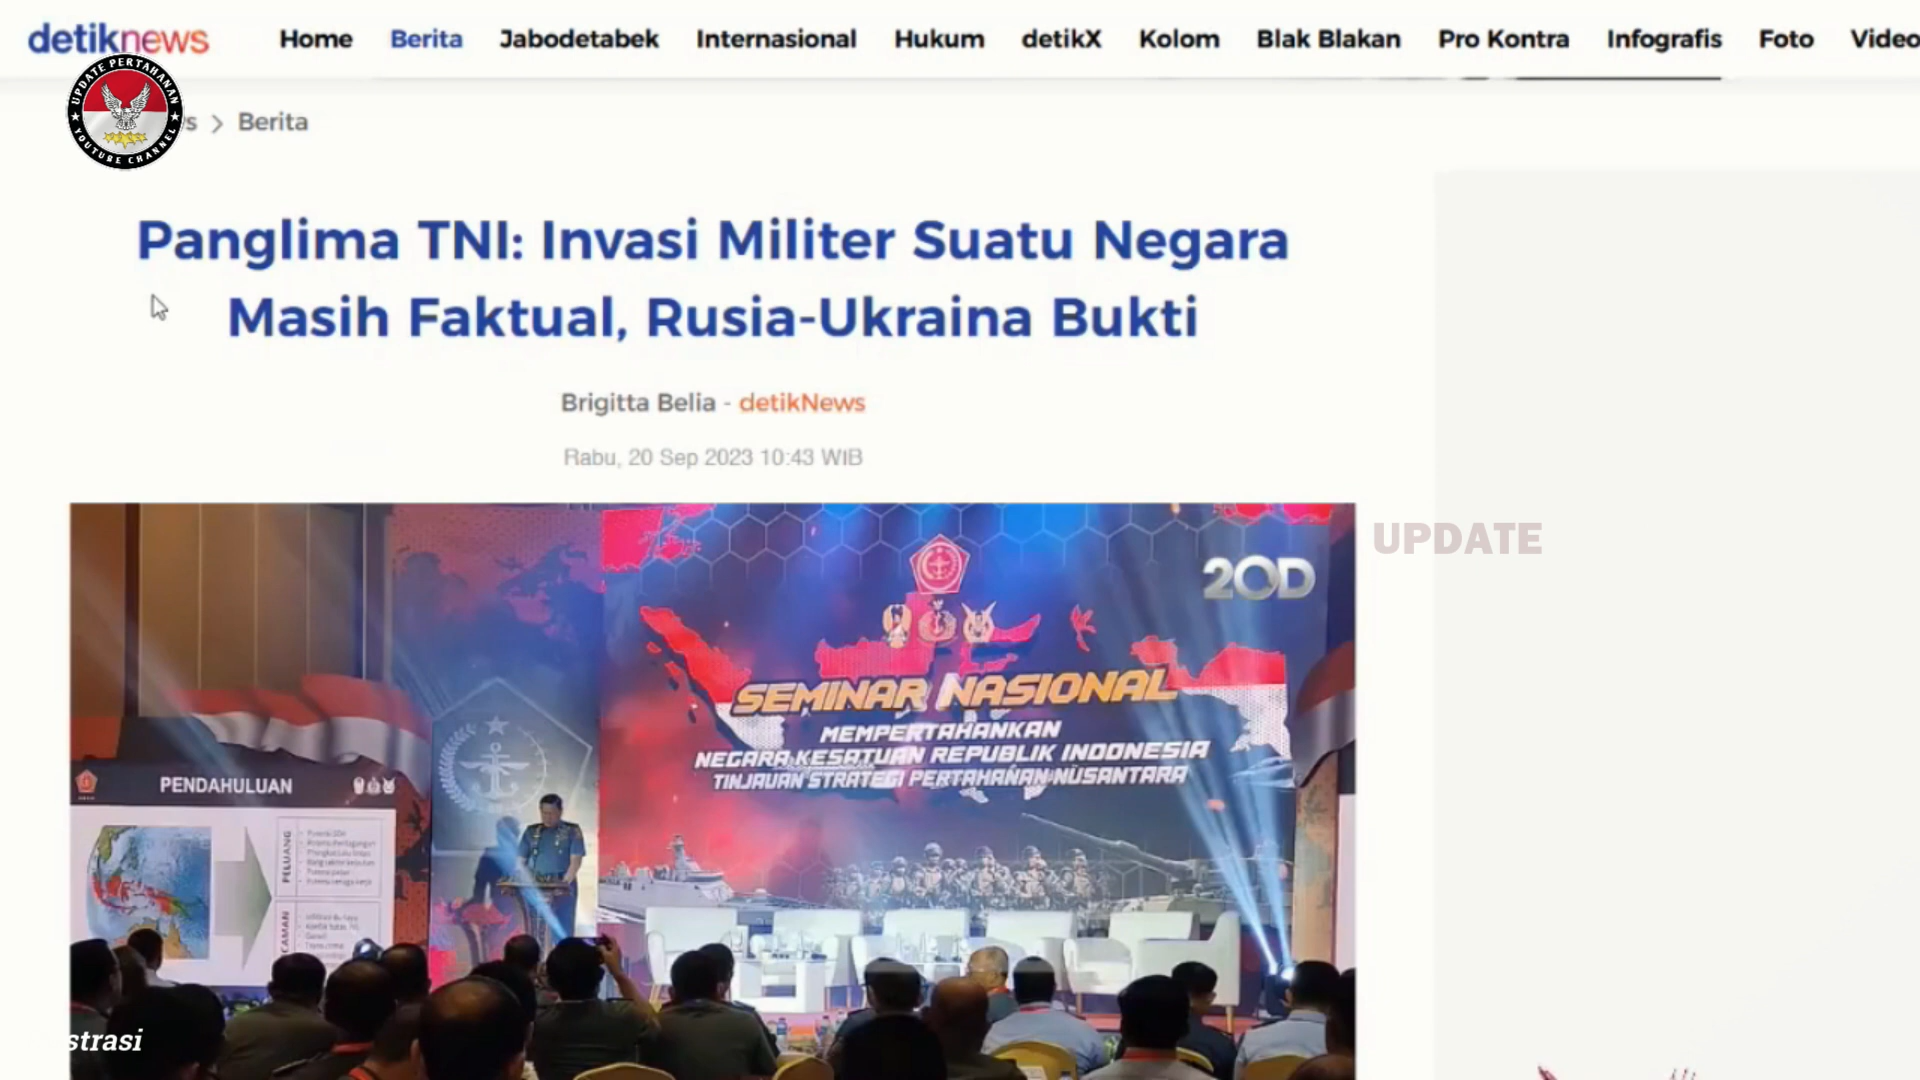 detiknews
Home Berita Jabodetabek Internasional Hukum detikX Kolom Blak Blakan Pro Kontra Infografis Foto Video
UPDATE PERTAHANAN
YOUTUBE CHANNEL
s > Berita
Panglima TNI: Invasi Militer Suatu Negara
Masih Faktual, Rusia-Ukraina Bukti
Brigitta Belia - detikNews
Rabu, 20 Sep 2023 10:43 WIB
UPDATE
20D
SEMINAR NASIONAL
MEMPERTAHANKAN
NEGARA KESATUAN REPUBLIK INDONESIA
TINJAUAN STRATEGI PERTAHANAN NUSANTARA
PENDAHULUAN
PELUANG
CAMAN
strasi